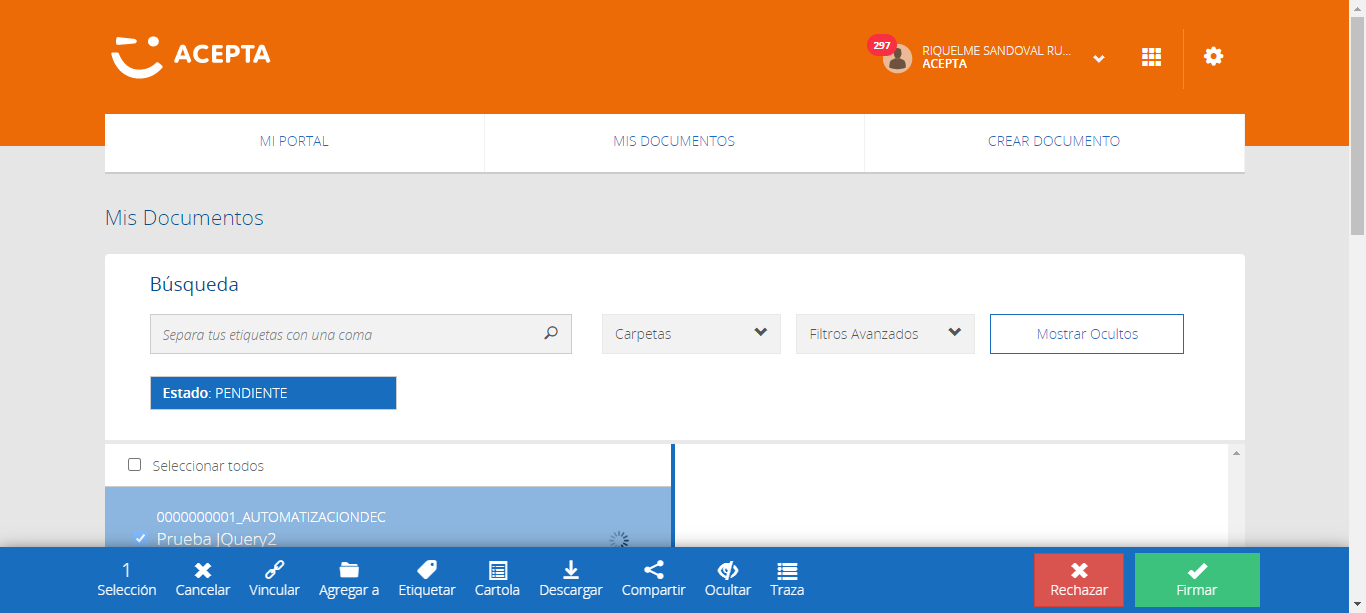 ACEPTA
297
RIQUELME SANDOVAL RU...
ACEPTA
MI PORTAL
MIS DOCUMENTOS
CREAR DOCUMENTO
Mis Documentos
Búsqueda
Separa tus etiquetas con una coma
Carpetas
Filtros Avanzados
Mostrar Ocultos
Estado: PENDIENTE
Seleccionar todos
0000000001_AUTOMATIZACIONDEC
Prueba JQuery2
1
Selección
Cancelar
Vincular
Agregar a
Etiquetar
Cartola
Descargar
Compartir
Ocultar
Traza
Rechazar
Firmar